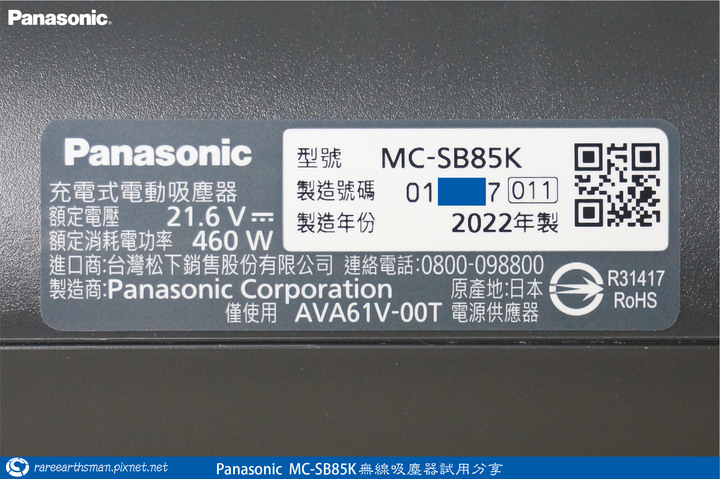 Panasonic
Panasonic
型號 MC-SB85K
製造號碼 01 7 011
製造年份 2022年製
充電式電動吸塵器
額定電壓 21.6 V
額定消耗電功率 460 W
進口商:台灣松下銷售股份有限公司 連絡電話:0800-098800
製造商:Panasonic Corporation 原產地:日本
僅使用 AVA61V-00T 電源供應器
R31417
RoHS
rareearthsman.pixnet.net
Panasonic MC-SB85K無線吸塵器試用分享